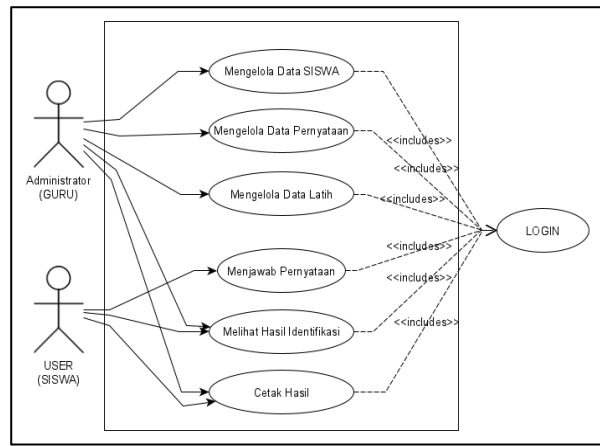 Mengelola Data SISWA
<<includes>>
Mengelola Data Pernyataan
<<includes>>
Administrator
(GURU)
Mengelola Data Latih
<<includes>>
LOGIN
<<includes>>
Menjawab Pernyataan
<<includes>>
Melihat Hasil Identifikasi
<<includes>>
USER
(SISWA)
Cetak Hasil